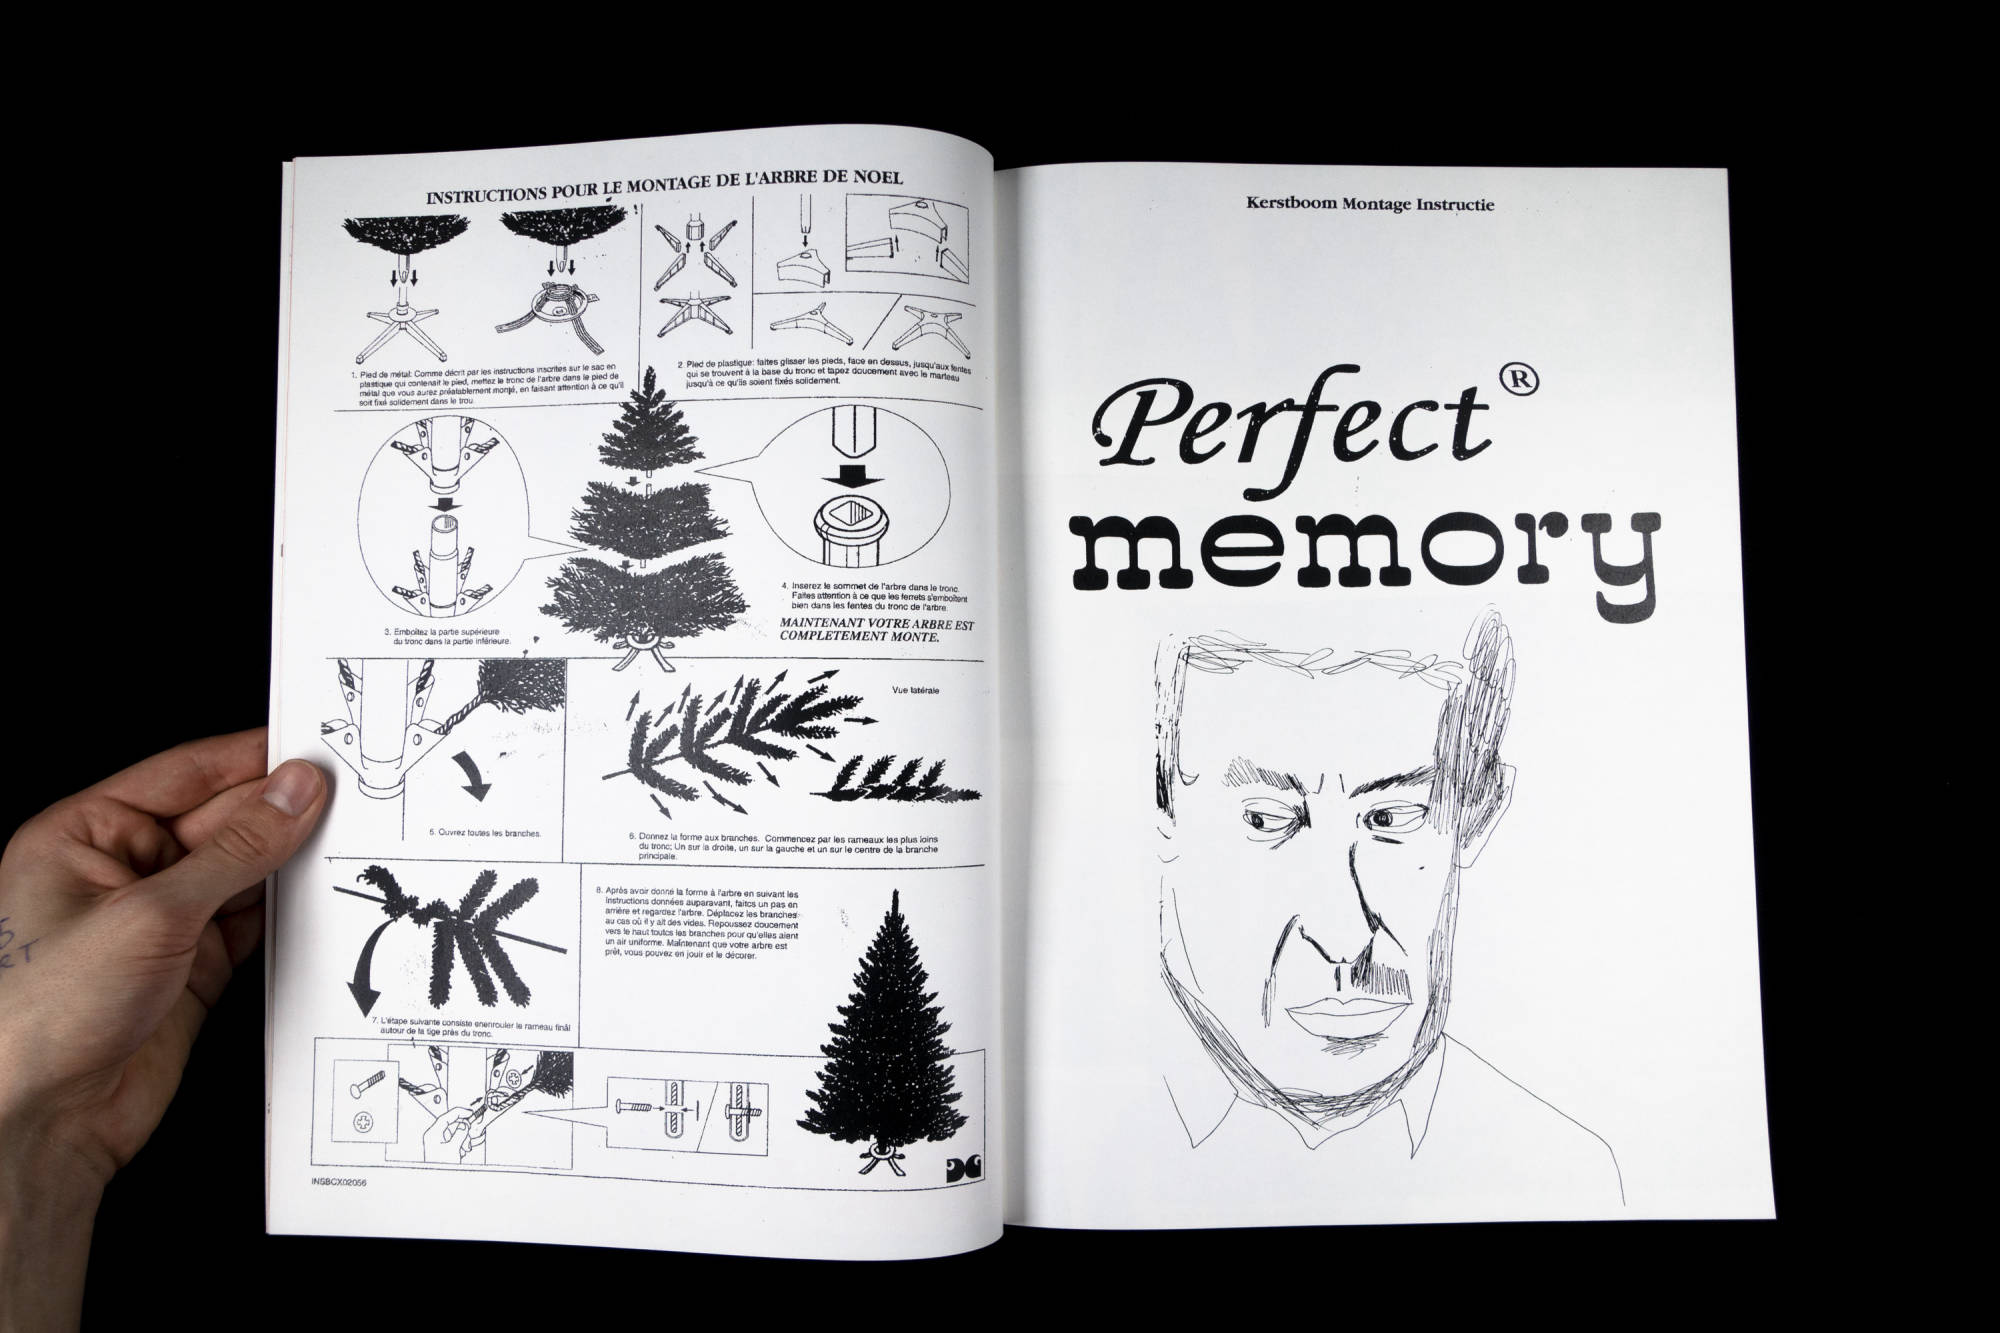 INSTRUCTIONS POUR LE MONTAGE DE L'ARBRE DE NOEL
1. Pied de métal: Comme décrit par les instructions inscrites sur le sac en
plastique qui contenait le pied, mettez le tronc de l'arbre dans le pied de
métal que vous aurez préalablement monté, en faisant attention à ce qu'il
soit fixé solidement dans le trou.
2. Pied de plastique: faites glisser les pieds, face en dessus, jusqu'aux fentes
qui se trouvent à la base du tronc et tapez doucement avec le marteau
jusqu'à ce qu'ils soient fixés solidement.
3. Emboîtez la partie supérieure
du tronc dans la partie inférieure.
4. Inserez le sommet de l'arbre dans le tronc.
Faites attention à ce que les ferrets s'emboîtent
bien dans les fentes du tronc de l'arbre.
MAINTENANT VOTRE ARBRE EST
COMPLETEMENT MONTE.
5. Ouvrez toutes les branches.
Vue latérale
6. Donnez la forme aux branches. Commencez par les rameaux les plus loins
du tronc; Un sur la droite, un sur la gauche et un sur le centre de la branche
principale.
7. L'étape suivante consiste enenrouler le rameau finâl
autour de la tige près du tronc.
8. Après avoir donné la forme à l'arbre en suivant les
instructions données auparavant, faites un pas en
arrière et regardez l'arbre. Déplacez les branches
au cas où il y ait des vides. Repoussez doucement
vers le haut toutes les branches pour qu'elles aient
un air uniforme. Maintenant que votre arbre est
prêt, vous pouvez en jouir et le décorer.
INSBCX02056
Kerstboom Montage Instructie
Perfect®
memory